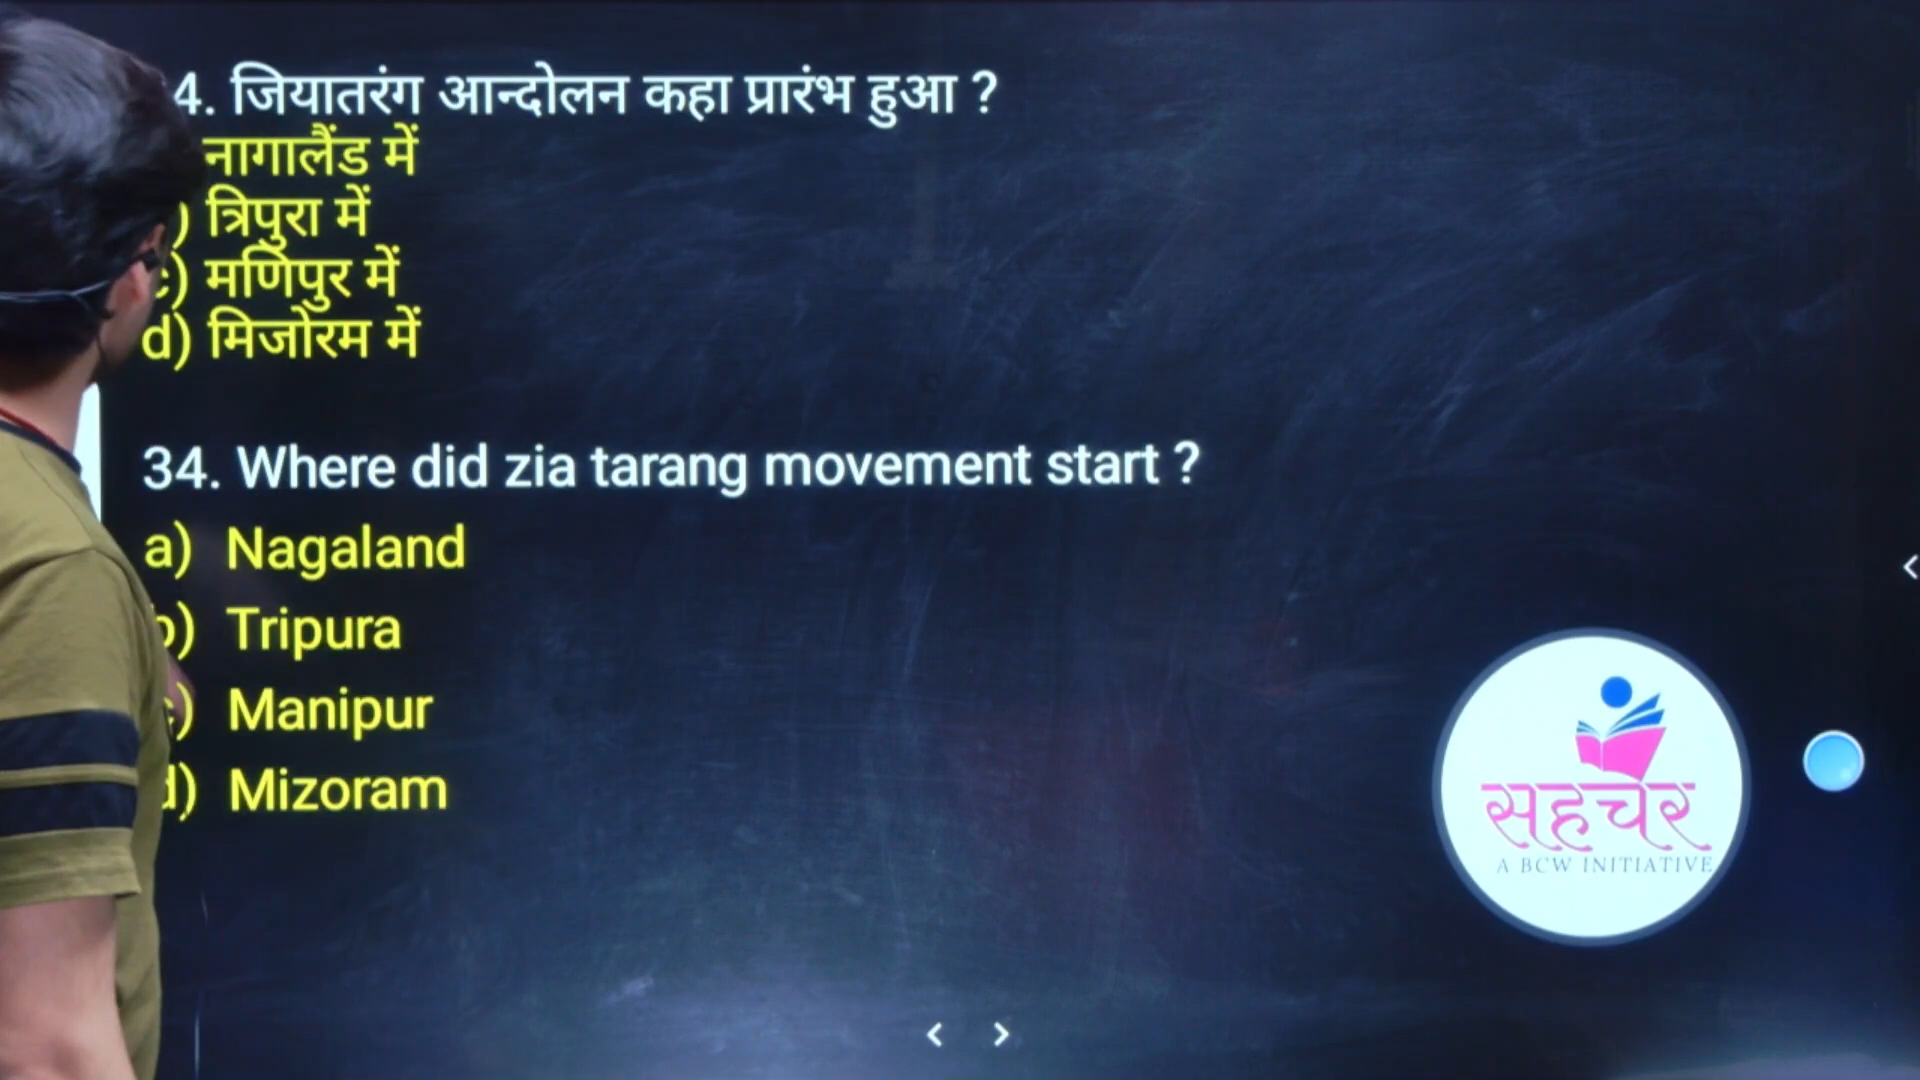 4. जियातरंग आन्दोलन कहा प्रारंभ हुआ ?
नागालैंड में
) त्रिपुरा में
c) मणिपुर में
d) मिजोरम में
34. Where did zia tarang movement start ?
a) Nagaland
b) Tripura
c) Manipur
d) Mizoram
सहचर
A BCW INITIATIVE